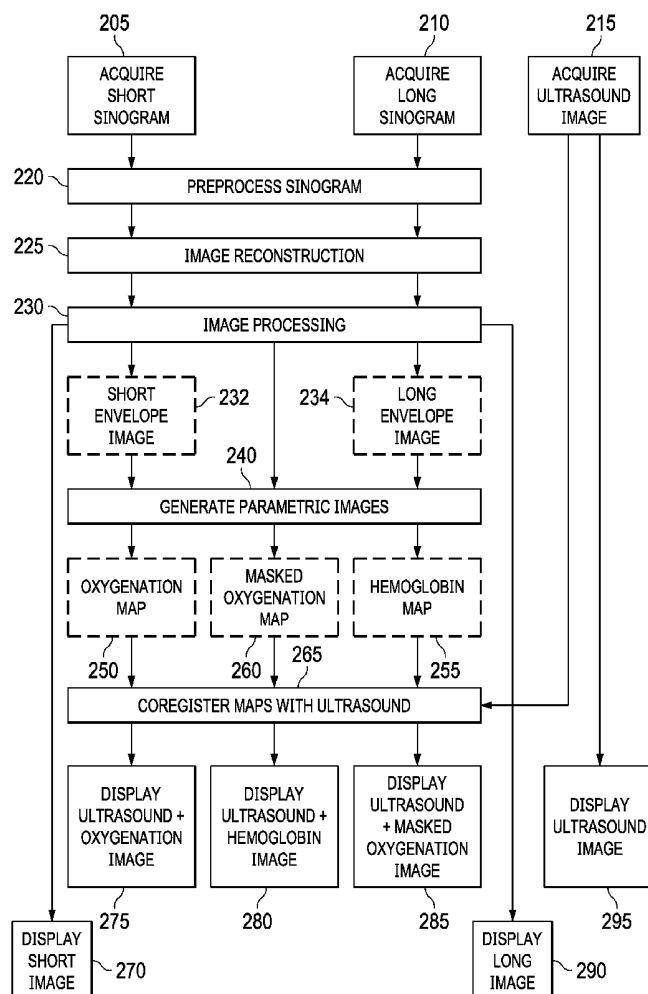 205
210
215
ACQUIRE
SHORT
SINOGRAM
ACQUIRE
LONG
SINOGRAM
ACQUIRE
ULTRASOUND
IMAGE
220
PREPROCESS SINOGRAM
225
IMAGE RECONSTRUCTION
230
IMAGE PROCESSING
SHORT
ENVELOPE
IMAGE
232
234
LONG
ENVELOPE
IMAGE
240
GENERATE PARAMETRIC IMAGES
OXYGENATION
MAP
MASKED
OXYGENATION
MAP
HEMOGLOBIN
MAP
250
260
265
255
COREGISTER MAPS WITH ULTRASOUND
DISPLAY
ULTRASOUND +
OXYGENATION
IMAGE
DISPLAY
ULTRASOUND +
HEMOGLOBIN
IMAGE
DISPLAY
ULTRASOUND
+ MASKED
OXYGENATION
IMAGE
DISPLAY
ULTRASOUND
IMAGE
275
280
285
295
DISPLAY
SHORT
IMAGE
270
DISPLAY
LONG
IMAGE
290